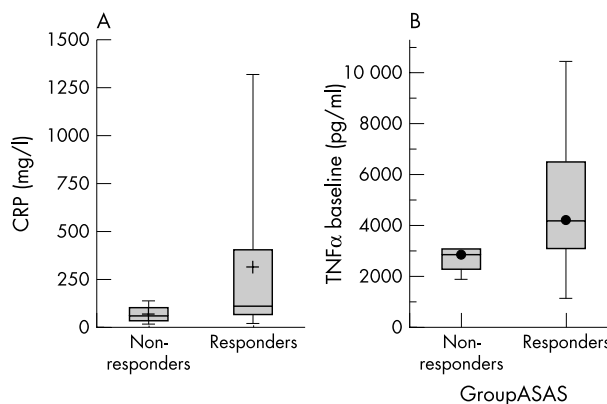 A
CRP (mg/l)
1500
1250
1000
750
500
250
0
Non-
responders
Responders
B
TNFα baseline (pg/ml)
10 000
8000
6000
4000
2000
0
Non-
responders
Responders
GroupASAS